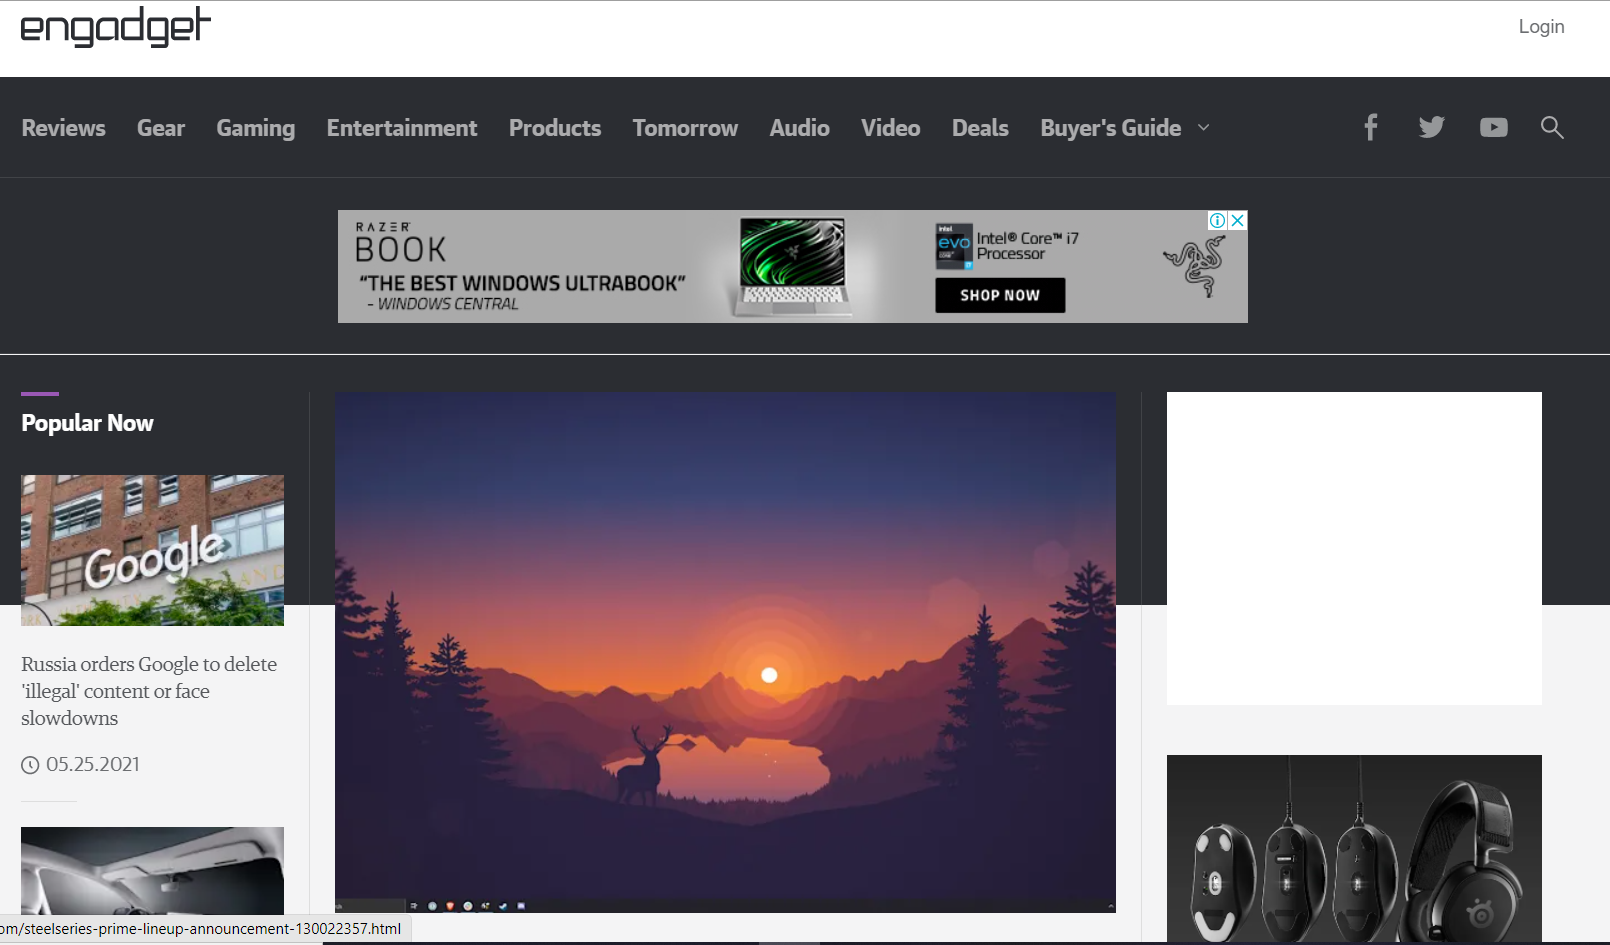 engadget
Login
Reviews Gear Gaming Entertainment Products Tomorrow Audio Video Deals Buyer's Guide
RAZER
BOOK
"THE BEST WINDOWS ULTRABOOK"
- WINDOWS CENTRAL
intel
evo
CORE
i7
Intel® Core™ i7
Processor
SHOP NOW
Popular Now
Google
Russia orders Google to delete
'illegal' content or face
slowdowns
05.25.2021
om/steelseries-prime-lineup-announcement-130022357.html